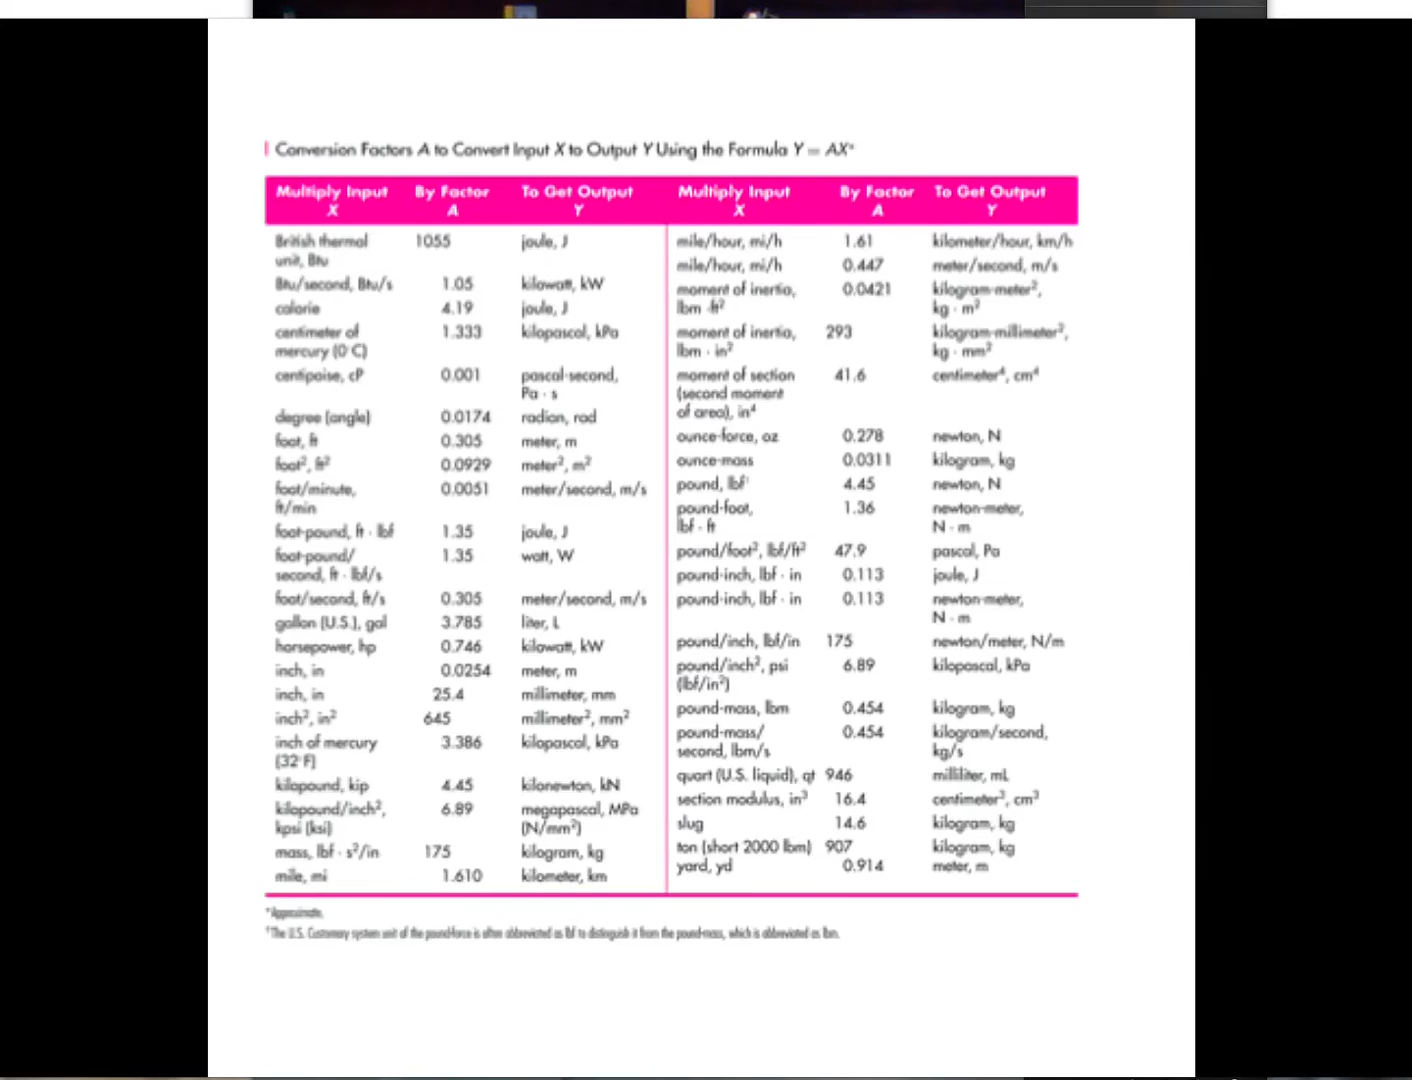 Conversion Factors A to Convert Input X to Output Y Using the Formula Y = AX*
Multiply Input By Factor To Get Output
X A Y
British thermal 1055 joule, J
unit, Btu
Btu/second, Btu/s 1.05 kilowatt, kW
calorie 4.19 joule, J
centimeter of 1.333 kilopascal, kPa
mercury (0°C)
centipoise, cP 0.001 pascal-second,
Pa · s
degree (angle) 0.0174 radian, rad
foot, ft 0.305 meter, m
foot², ft² 0.0929 meter², m²
foot/minute, 0.0051 meter/second, m/s
ft/min
foot-pound, ft · lbf 1.35 joule, J
foot-pound/ 1.35 watt, W
second, ft · lbf/s
foot/second, ft/s 0.305 meter/second, m/s
gallon (U.S.), gal 3.785 liter, L
horsepower, hp 0.746 kilowatt, kW
inch, in 0.0254 meter, m
inch, in 25.4 millimeter, mm
inch², in² 645 millimeter², mm²
inch of mercury 3.386 kilopascal, kPa
(32°F)
kilopound, kip 4.45 kilonewton, kN
kilopound/inch², 6.89 megapascal, MPa
kpsi (ksi) (N/mm²)
mass, lbf · s²/in 175 kilogram, kg
mile, mi 1.610 kilometer, km
Multiply Input By Factor To Get Output
X A Y
mile/hour, mi/h 1.61 kilometer/hour, km/h
mile/hour, mi/h 0.447 meter/second, m/s
moment of inertia, 0.0421 kilogram-meter²,
lbm · ft² kg · m²
moment of inertia, 293 kilogram-millimeter²,
lbm · in² kg · mm²
moment of section 41.6 centimeter⁴, cm⁴
(second moment
of area), in⁴
ounce-force, oz 0.278 newton, N
ounce-mass 0.0311 kilogram, kg
pound, lbf† 4.45 newton, N
pound-foot, 1.36 newton-meter,
lbf · ft N · m
pound/foot², lbf/ft² 47.9 pascal, Pa
pound-inch, lbf · in 0.113 joule, J
pound-inch, lbf · in 0.113 newton-meter,
N · m
pound/inch, lbf/in 175 newton/meter, N/m
pound/inch², psi 6.89 kilopascal, kPa
(lbf/in²)
pound-mass, lbm 0.454 kilogram, kg
pound-mass/ 0.454 kilogram/second,
second, lbm/s kg/s
quart (U.S. liquid), qt 946 milliliter, mL
section modulus, in³ 16.4 centimeter³, cm³
slug 14.6 kilogram, kg
ton (short 2000 lbm) 907 kilogram, kg
yard, yd 0.914 meter, m
*Approximate.
†The U.S. Customary system unit of the pound-force is often abbreviated as lbf to distinguish it from the pound-mass, which is abbreviated as lbm.